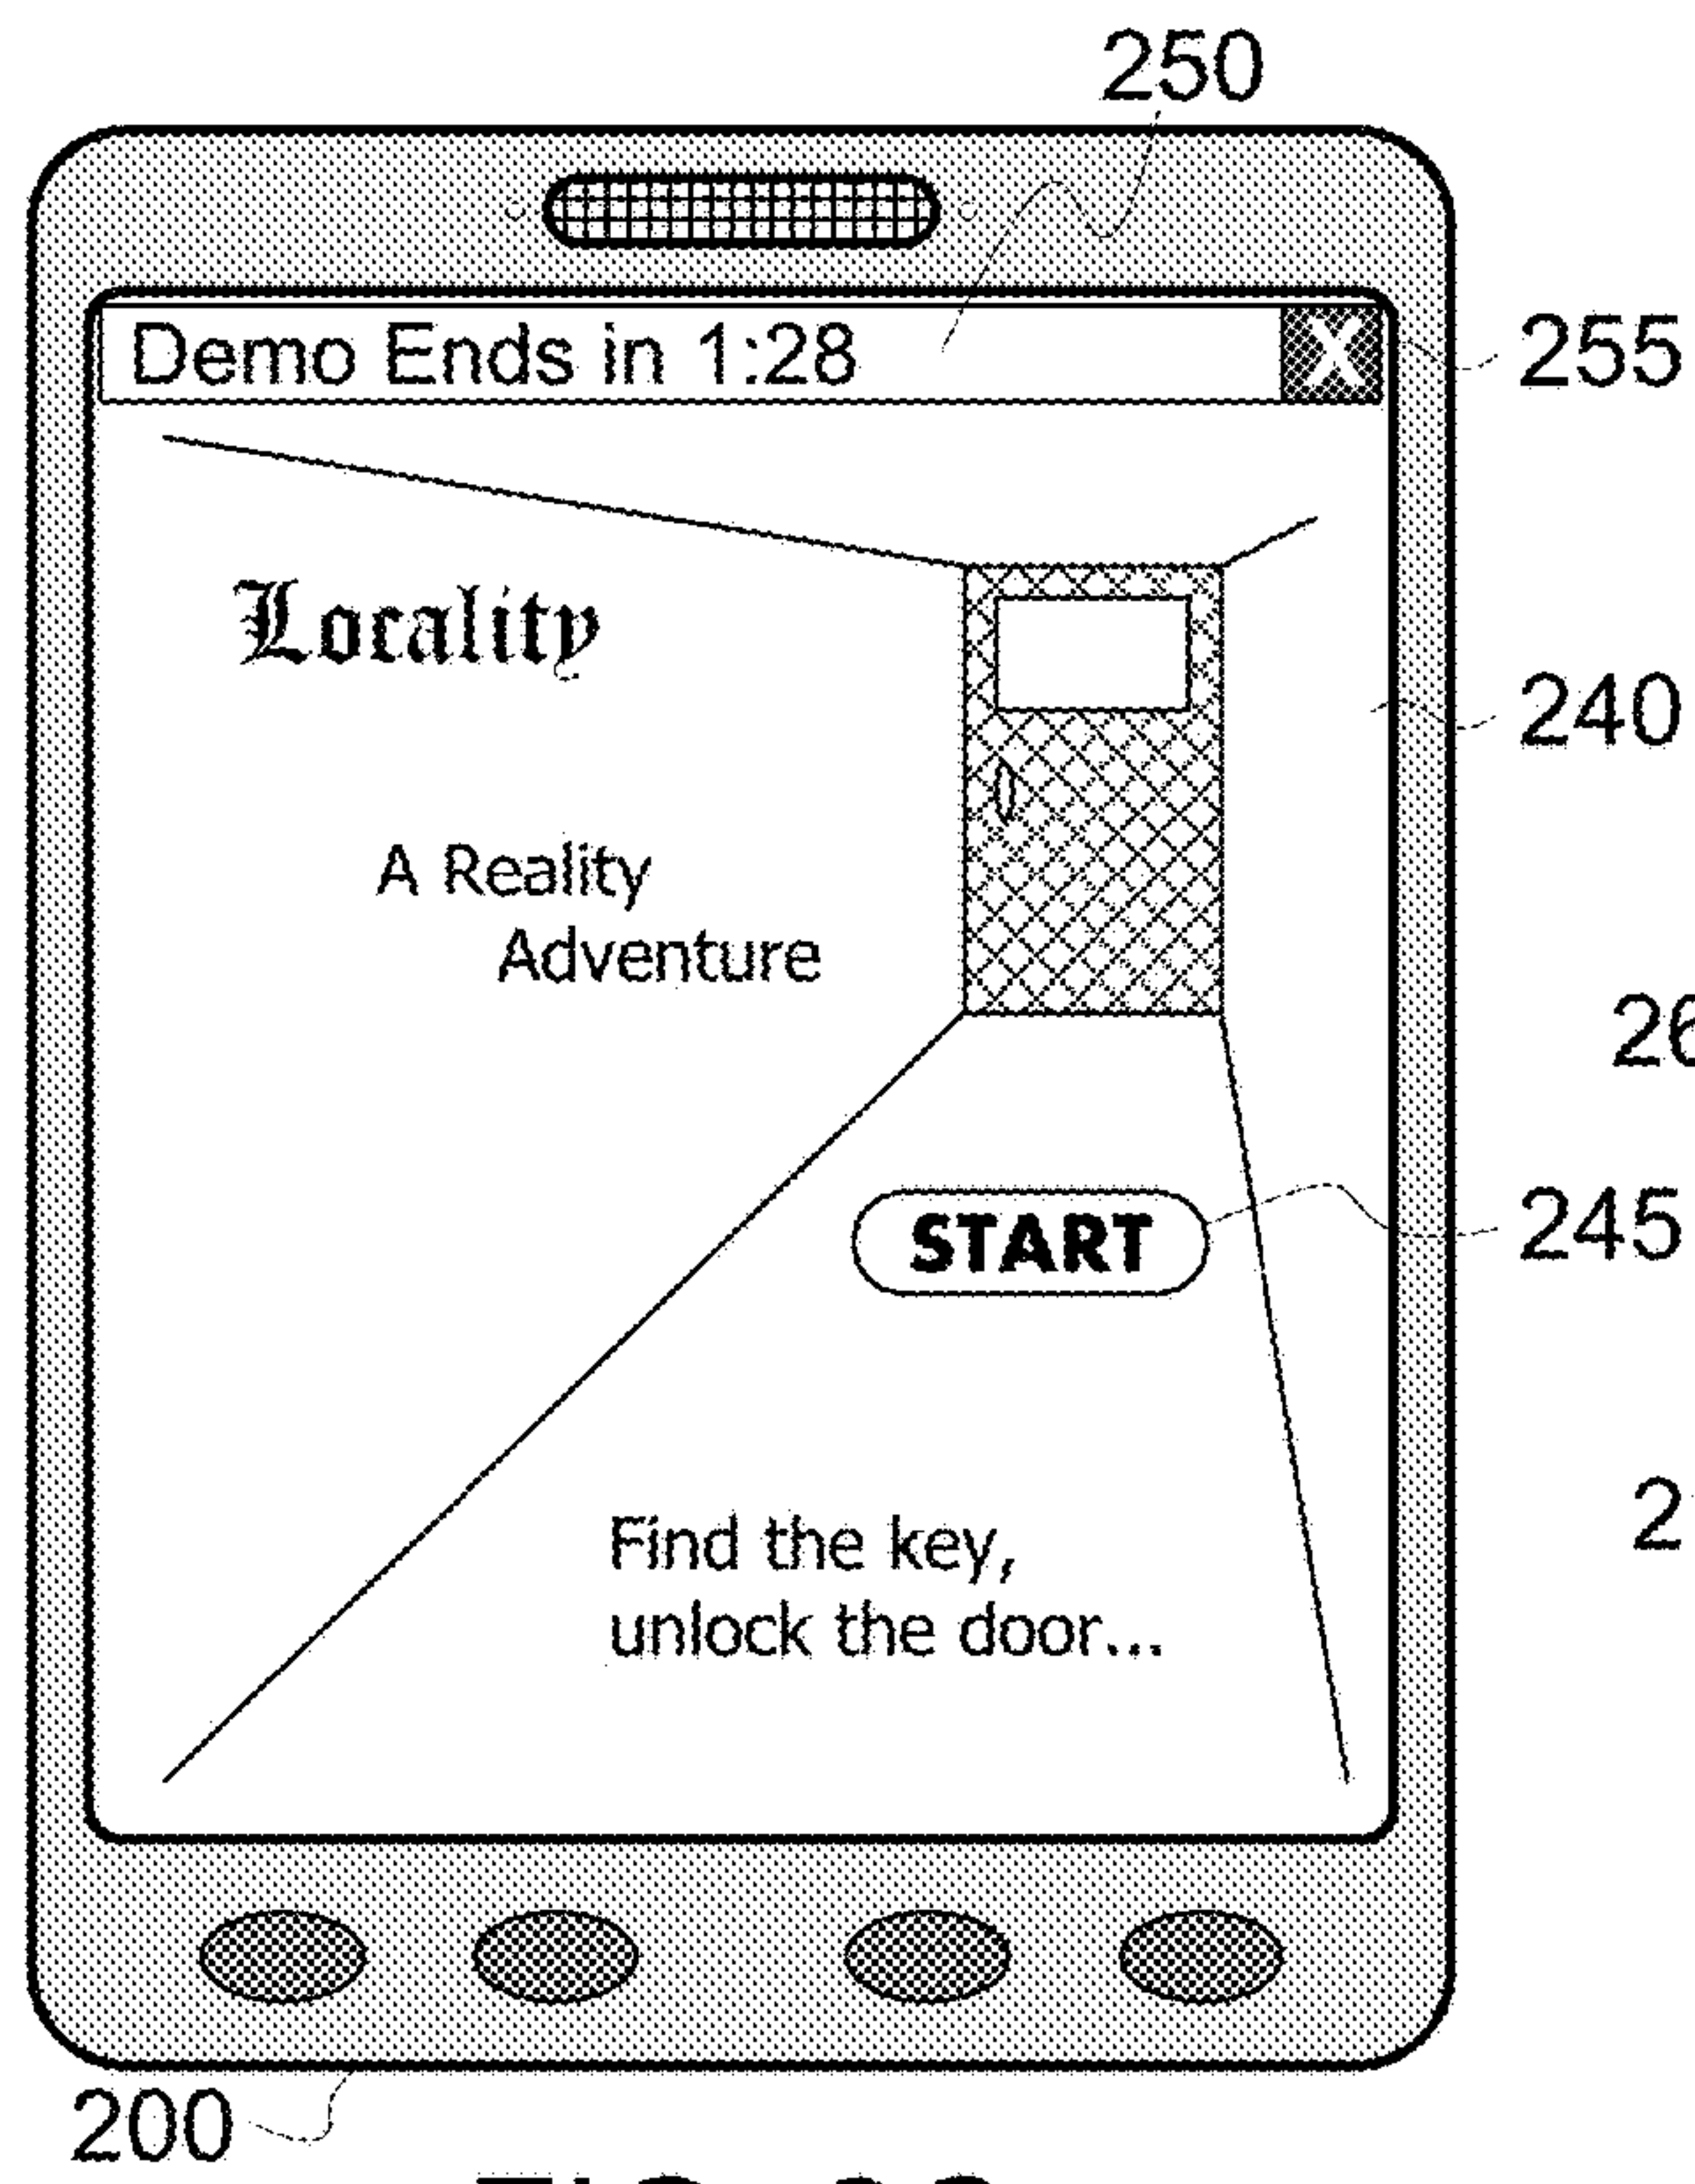 250
Demo Ends in 1:28
X
255
Locality
240
A Reality
Adventure
START
245
Find the key,
unlock the door...
200